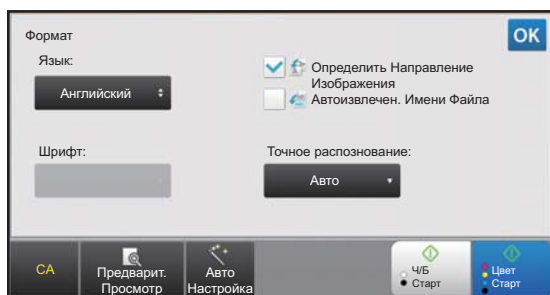 Формат
OK
Язык:
Английский
Определить Направление
Изображения
Автоизвлечен. Имени Файла
Шрифт:
Точное распознование:
Авто
CA
Предварит.
Просмотр
Авто
Настройка
Ч/Б
Старт
Цвет
Старт